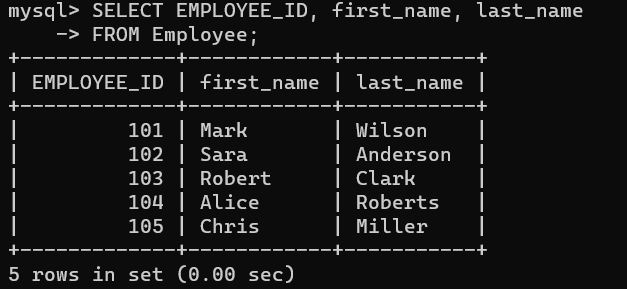 mysql> SELECT EMPLOYEE_ID, first_name, last_name
    -> FROM Employee;
+-------------+------------+-----------+
| EMPLOYEE_ID | first_name | last_name |
+-------------+------------+-----------+
|         101 | Mark       | Wilson    |
|         102 | Sara       | Anderson  |
|         103 | Robert     | Clark     |
|         104 | Alice      | Roberts   |
|         105 | Chris      | Miller    |
+-------------+------------+-----------+
5 rows in set (0.00 sec)